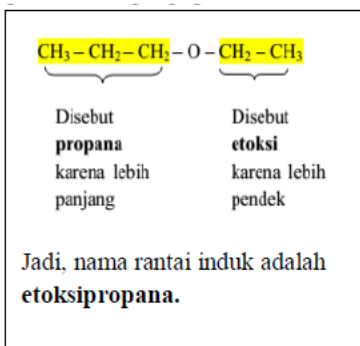 CH₃ – CH₂ – CH₂ – O – CH₂ – CH₃
Disebut
propana
karena lebih
panjang
Disebut
etoksi
karena lebih
pendek
Jadi, nama rantai induk adalah
etoksipropana.